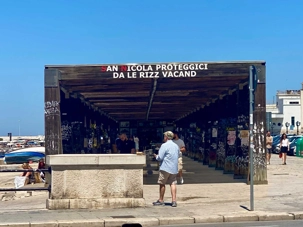 SAN NICOLA PROTEGGICI
DA LE RIZZ VACAND